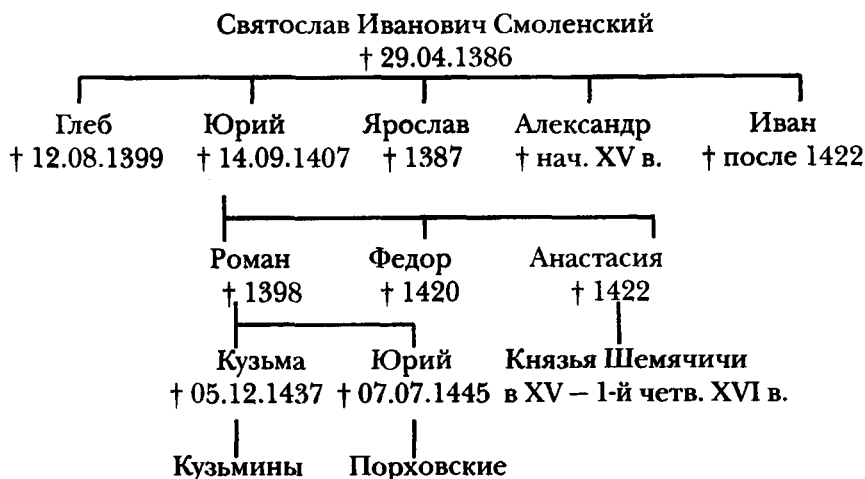 Святослав Иванович Смоленский
† 29.04.1386
Глеб Юрий Ярослав Александр Иван
† 12.08.1399 † 14.09.1407 † 1387 † нач. XV в. † после 1422
Роман Федор Анастасия
† 1398 † 1420 † 1422
Кузьма Юрий Князья Шемячичи
† 05.12.1437 † 07.07.1445 в XV – 1-й четв. XVI в.
Кузьмины Порховские